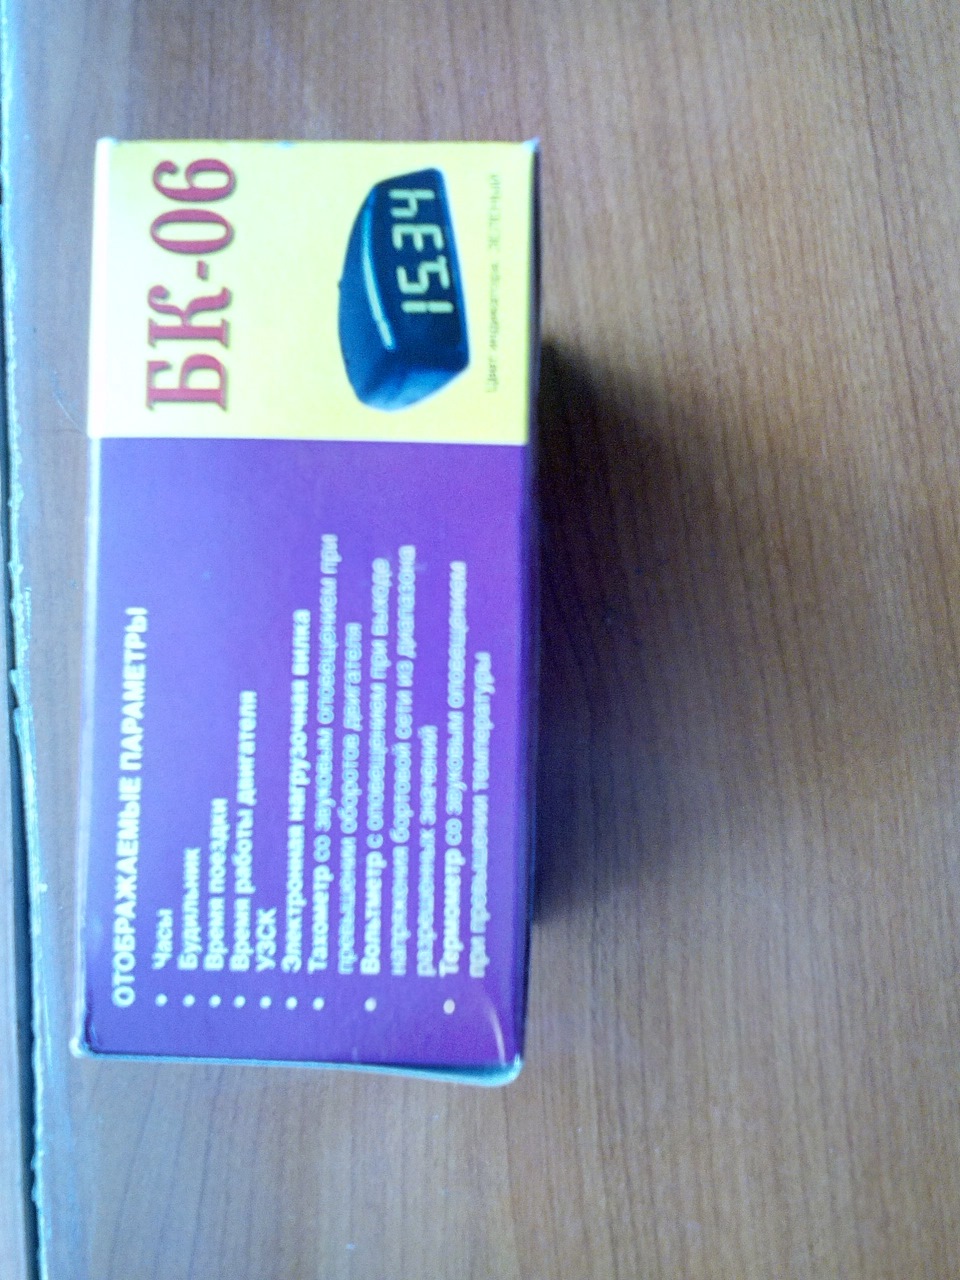 ОТОБРАЖАЕМЫЕ ПАРАМЕТРЫ
• Часы
• Будильник
• Время поездки
• Время работы двигателя
• УЗСК
• Электронная нагрузочная вилка
• Тахометр со звуковым оповещением при
превышении оборотов двигателя
• Вольтметр с оповещением при выходе
напряжения бортовой сети из диапазона
разрешенных значений
• Термометр со звуковым оповещением
при превышении температуры
БК-06
15:34
Цвет индикатора: ЗЕЛЕНЫЙ